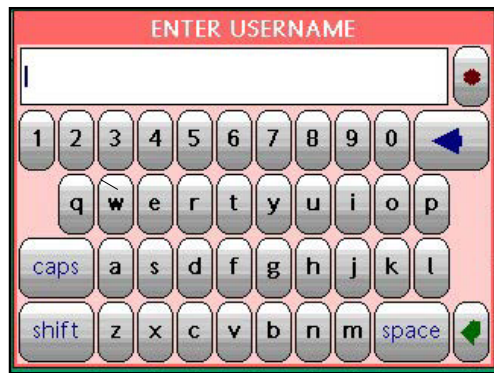 ENTER USERNAME
1 2 3 4 5 6 7 8 9 0
q w e r t y u i o p
caps a s d f g h j k l
shift z x c v b n m space